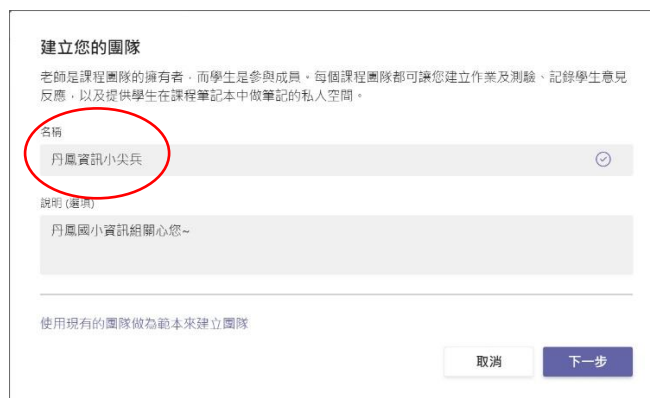 建立您的團隊
老師是課程團隊的擁有者，而學生是參與成員。每個課程團隊都可讓您建立作業及測驗、記錄學生意見
反應，以及提供學生在課程筆記本中做筆記的私人空間。
名稱
丹鳳資訊小尖兵
說明 (選項)
丹鳳國小資訊組關心您~
使用現有的團隊做為範本來建立團隊
取消
下一步